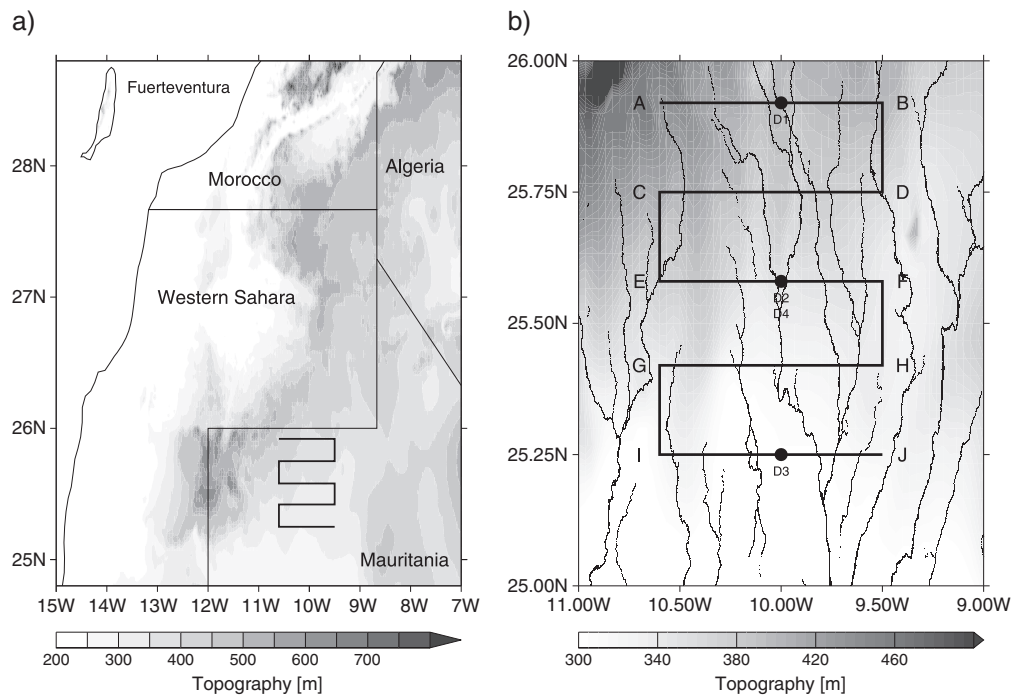 a)
Fuerteventura
28N
Morocco
Algeria
27N
Western Sahara
26N
25N
Mauritania
15W 14W 13W 12W 11W 10W 9W 8W 7W
200 300 400 500 600 700
Topography [m]
b)
26.00N
A B
D1
25.75N C D
E F
D2
D4
25.50N
G H
25.25N I J
D3
25.00N
11.00W 10.50W 10.00W 9.50W 9.00W
300 340 380 420 460
Topography [m]